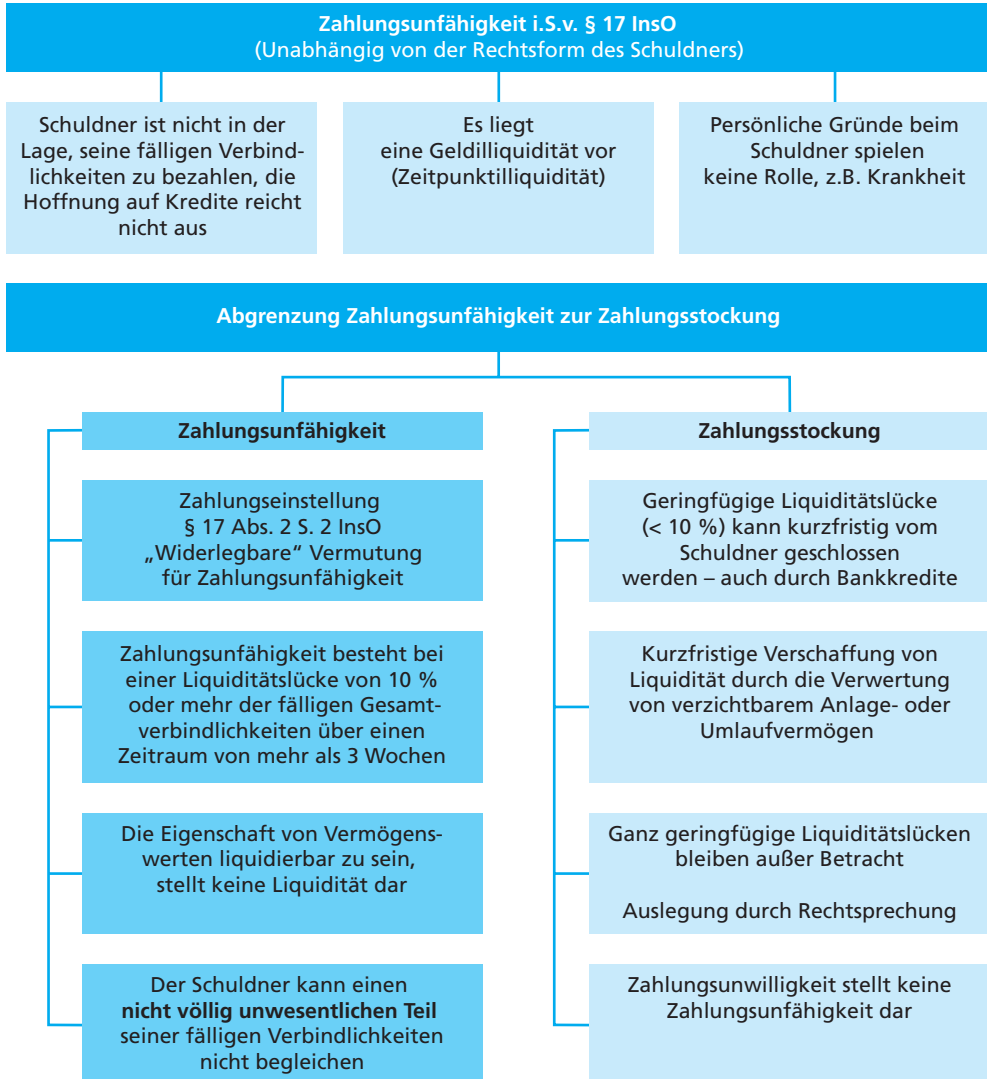 Zahlungsunfähigkeit i.S.v. § 17 InsO
(Unabhängig von der Rechtsform des Schuldners)
Schuldner ist nicht in der
Lage, seine fälligen Verbind-
lichkeiten zu bezahlen, die
Hoffnung auf Kredite reicht
nicht aus
Es liegt
eine Geldilliquidität vor
(Zeitpunktilliquidität)
Persönliche Gründe beim
Schuldner spielen
keine Rolle, z.B. Krankheit
Abgrenzung Zahlungsunfähigkeit zur Zahlungsstockung
Zahlungsunfähigkeit
Zahlungseinstellung
§ 17 Abs. 2 S. 2 InsO
„Widerlegbare“ Vermutung
für Zahlungsunfähigkeit
Zahlungsunfähigkeit besteht bei
einer Liquiditätslücke von 10 %
oder mehr der fälligen Gesamt-
verbindlichkeiten über einen
Zeitraum von mehr als 3 Wochen
Die Eigenschaft von Vermögens-
werten liquidierbar zu sein,
stellt keine Liquidität dar
Der Schuldner kann einen
nicht völlig unwesentlichen Teil
seiner fälligen Verbindlichkeiten
nicht begleichen
Zahlungsstockung
Geringfügige Liquiditätslücke
(< 10 %) kann kurzfristig vom
Schuldner geschlossen
werden – auch durch Bankkredite
Kurzfristige Verschaffung von
Liquidität durch die Verwertung
von verzichtbarem Anlage- oder
Umlaufvermögen
Ganz geringfügige Liquiditätslücken
bleiben außer Betracht
Auslegung durch Rechtsprechung
Zahlungsunwilligkeit stellt keine
Zahlungsunfähigkeit dar